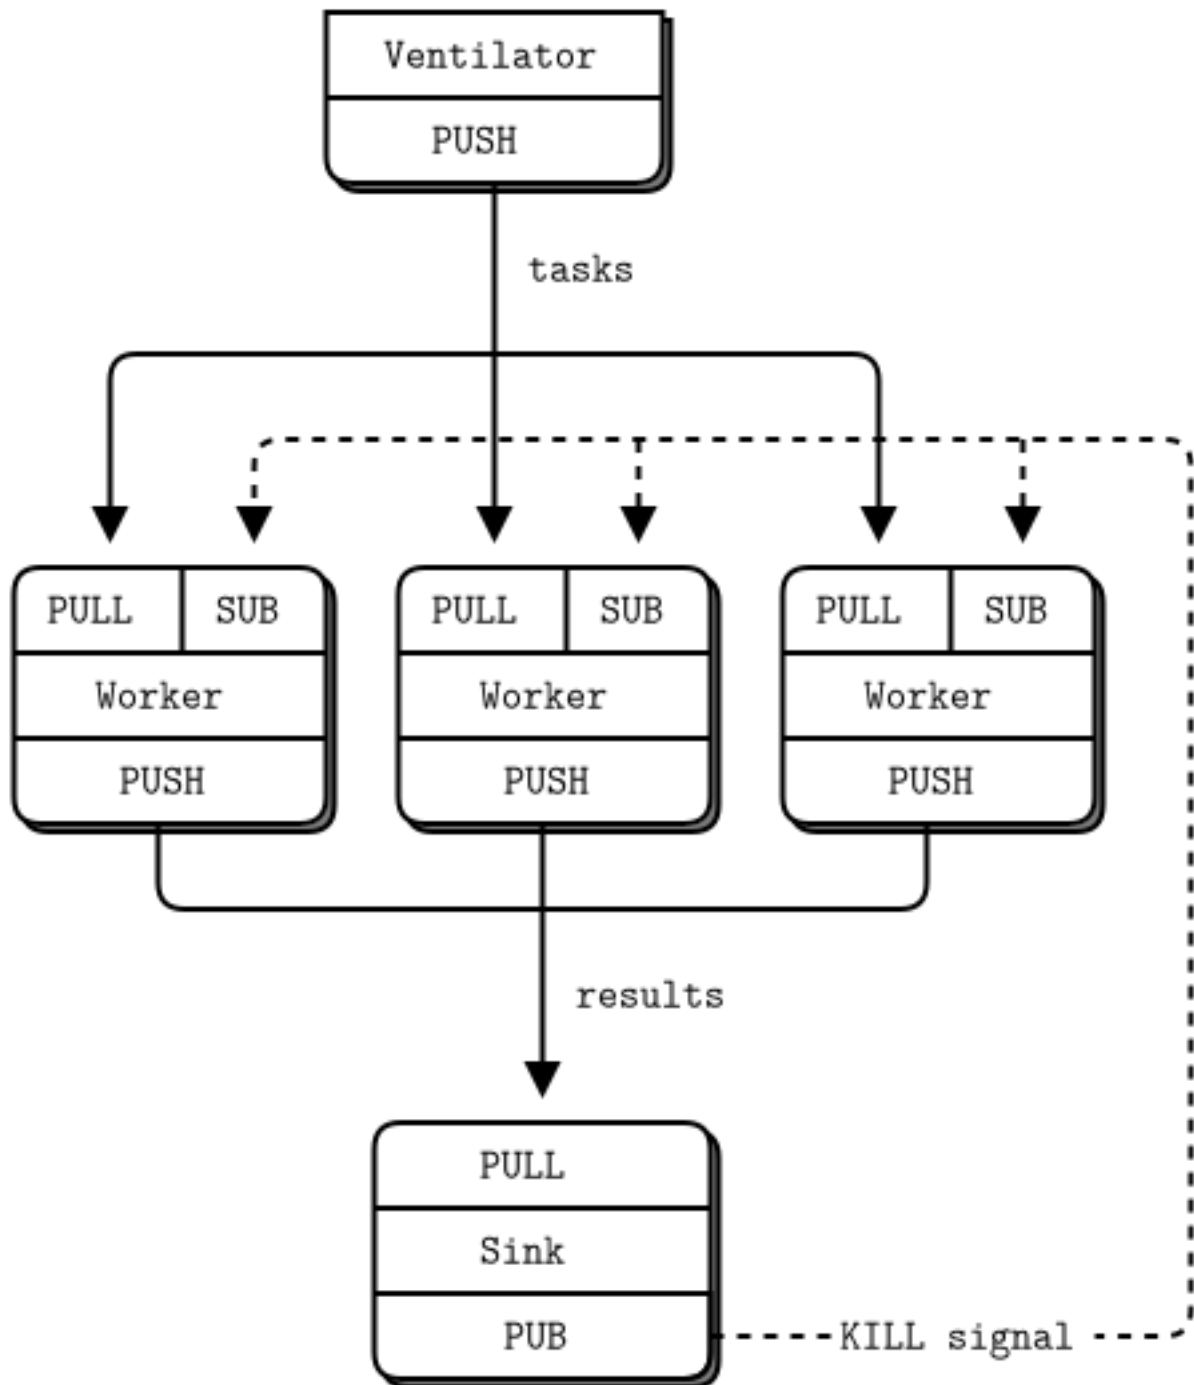 Ventilator
PUSH
tasks
PULL SUB PULL SUB PULL SUB
Worker Worker Worker
PUSH PUSH PUSH
results
PULL
Sink
PUB KILL signal